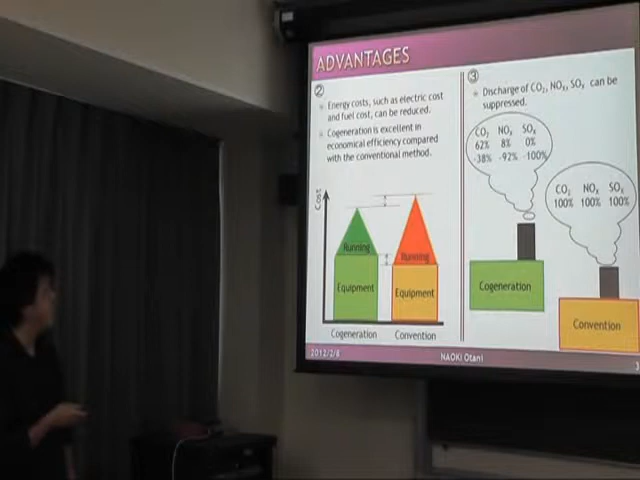 ADVANTAGES
②
Energy costs, such as electric cost
and fuel cost, can be reduced.
Cogeneration is excellent in
economical efficiency compared
with the conventional method.
Cost
Running
Running
Equipment
Equipment
Cogeneration
Convention
③
Discharge of CO₂, NOₓ, SOₓ can be
suppressed.
CO₂ NOₓ SOₓ
62% 8% 0%
-38% -92% -100%
CO₂ NOₓ SOₓ
100% 100% 100%
Cogeneration
Convention
2012/2/8
NAOKI Otani
3